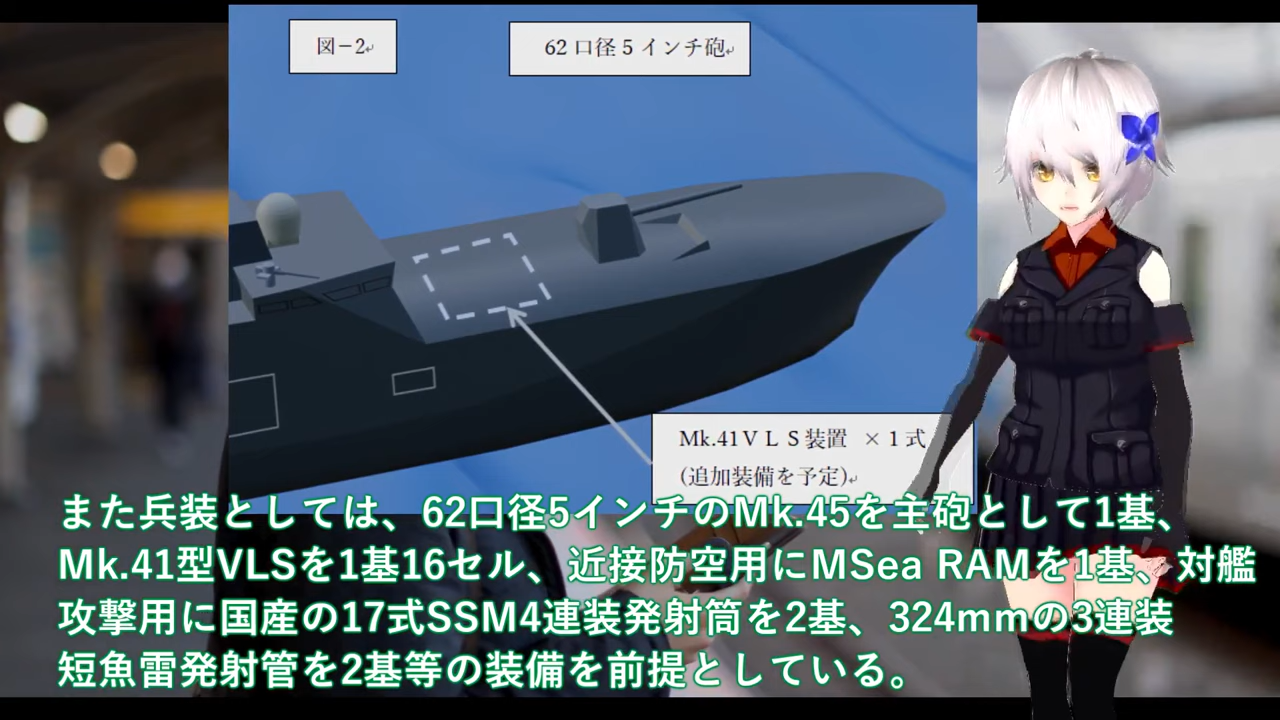 図－2
62 口径 5 インチ砲
Mk.41ＶＬＳ装置　×１式
(追加装備を予定)
また兵装としては、62口径5インチのMk.45を主砲として1基、
Mk.41型VLSを1基16セル、近接防空用にMSea RAMを1基、対艦
攻撃用に国産の17式SSM4連装発射筒を2基、324mmの3連装
短魚雷発射管を2基等の装備を前提としている。